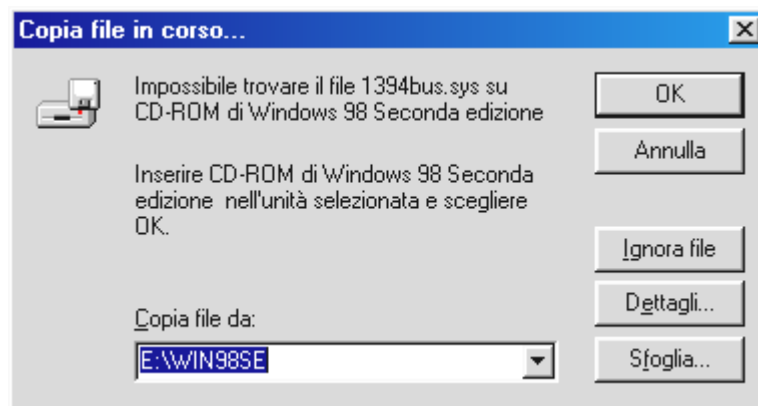 Copia file in corso...
Impossibile trovare il file 1394bus.sys su
CD-ROM di Windows 98 Seconda edizione
Inserire CD-ROM di Windows 98 Seconda
edizione nell'unità selezionata e scegliere
OK.
Copia file da:
E:\WIN98SE
OK
Annulla
Ignora file
Dettagli...
Sfoglia...